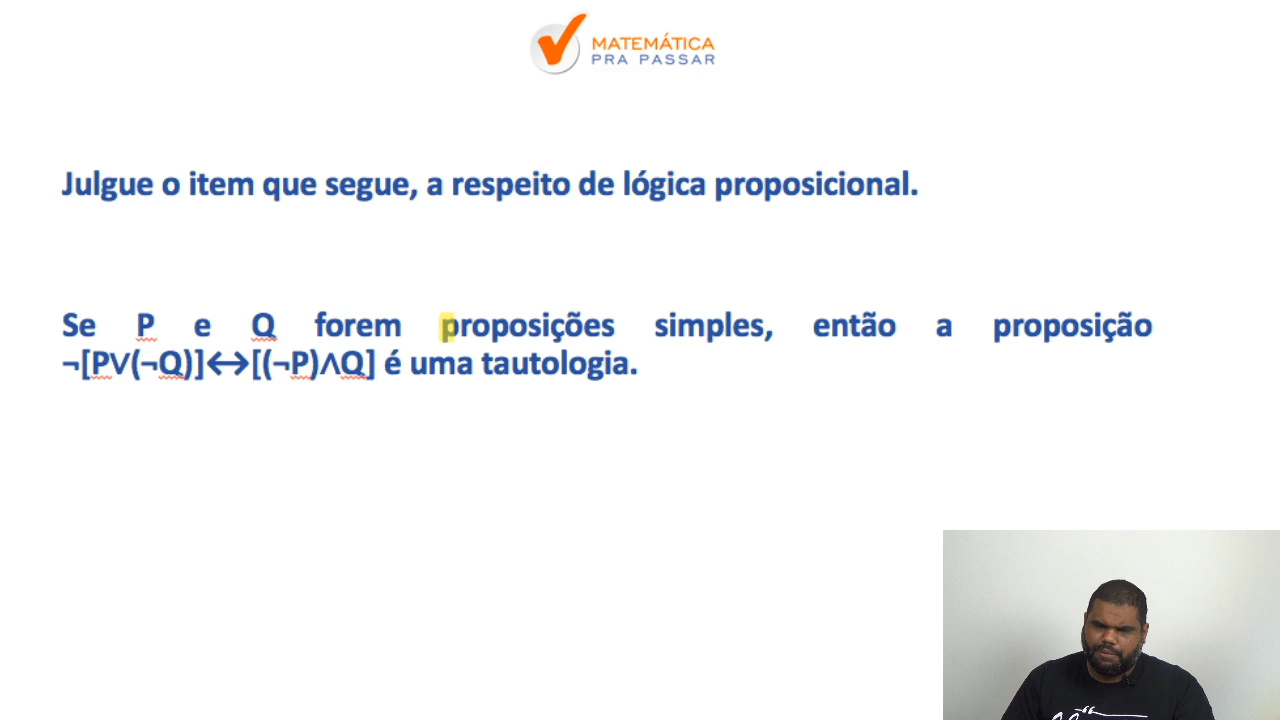 MATEMÁTICA
PRA PASSAR
Julgue o item que segue, a respeito de lógica proposicional.
Se P e Q forem proposições simples, então a proposição
¬[P∨(¬Q)]↔[(¬P)∧Q] é uma tautologia.